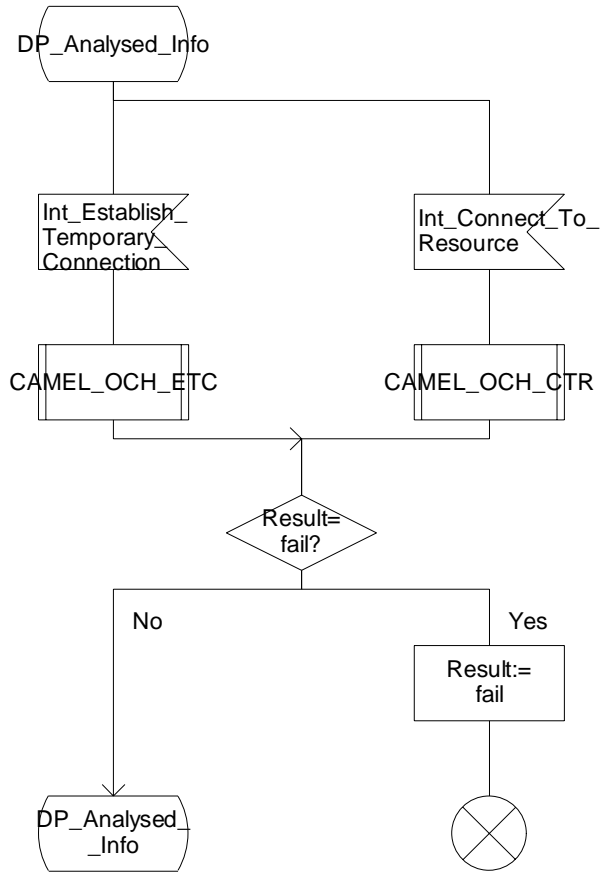 DP_Analysed_Info
Int_Establish_
Temporary_
Connection
Int_Connect_To_
Resource
CAMEL_OCH_ETC
CAMEL_OCH_CTR
Result=
fail?
No
Yes
Result:=
fail
DP_Analysed_
_Info